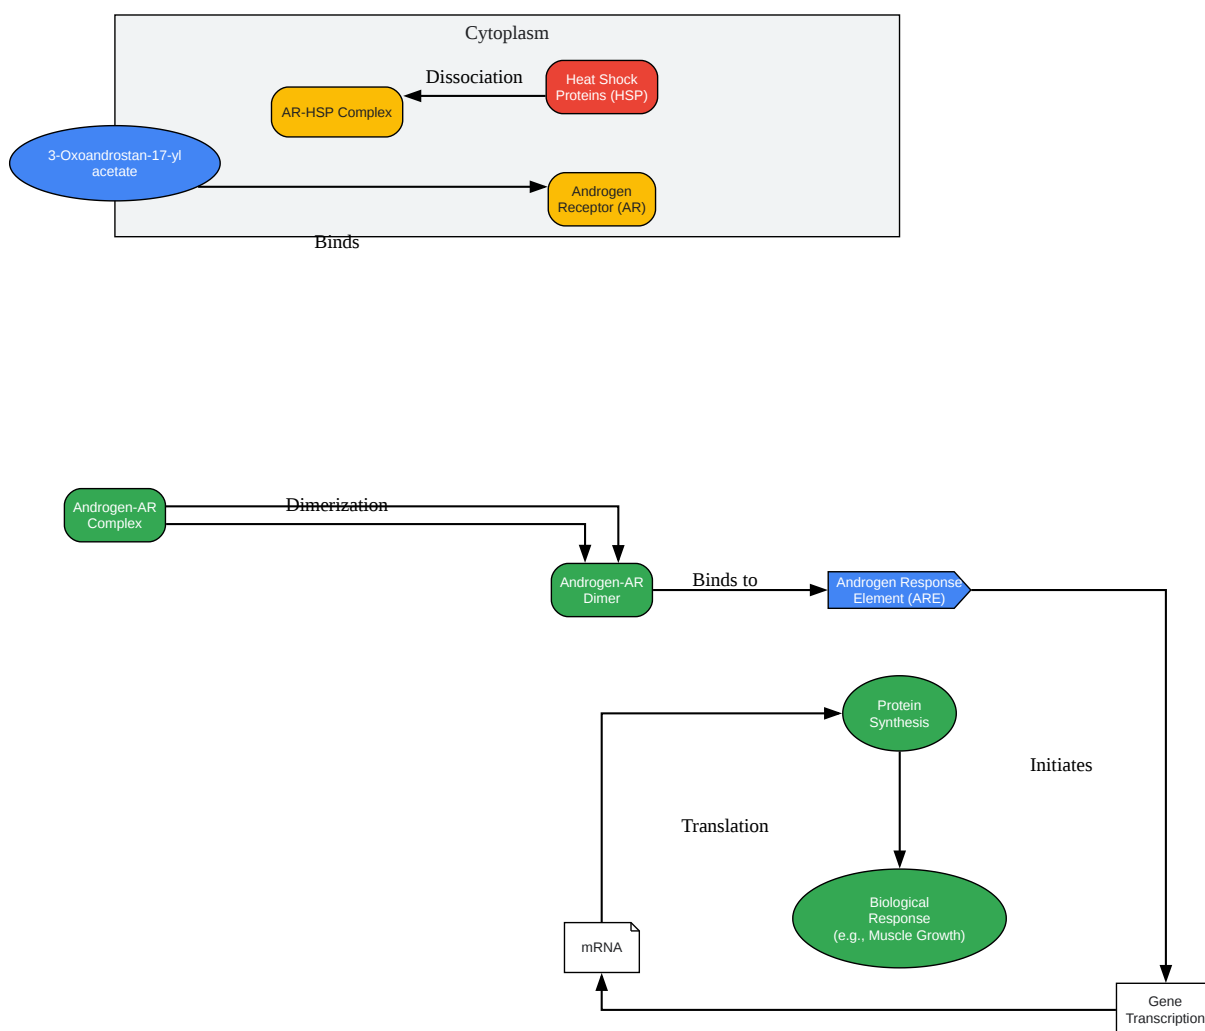 Cytoplasm
Dissociation
Heat Shock
Proteins (HSP)
AR-HSP Complex
3-Oxoandrostan-17-yl
acetate
Androgen
Receptor (AR)
Binds
Androgen-AR
Complex
Dimerization
Androgen-AR
Dimer
Binds to
Androgen Response
Element (ARE)
Protein
Synthesis
Initiates
Translation
Biological
Response
(e.g., Muscle Growth)
mRNA
Gene
Transcription